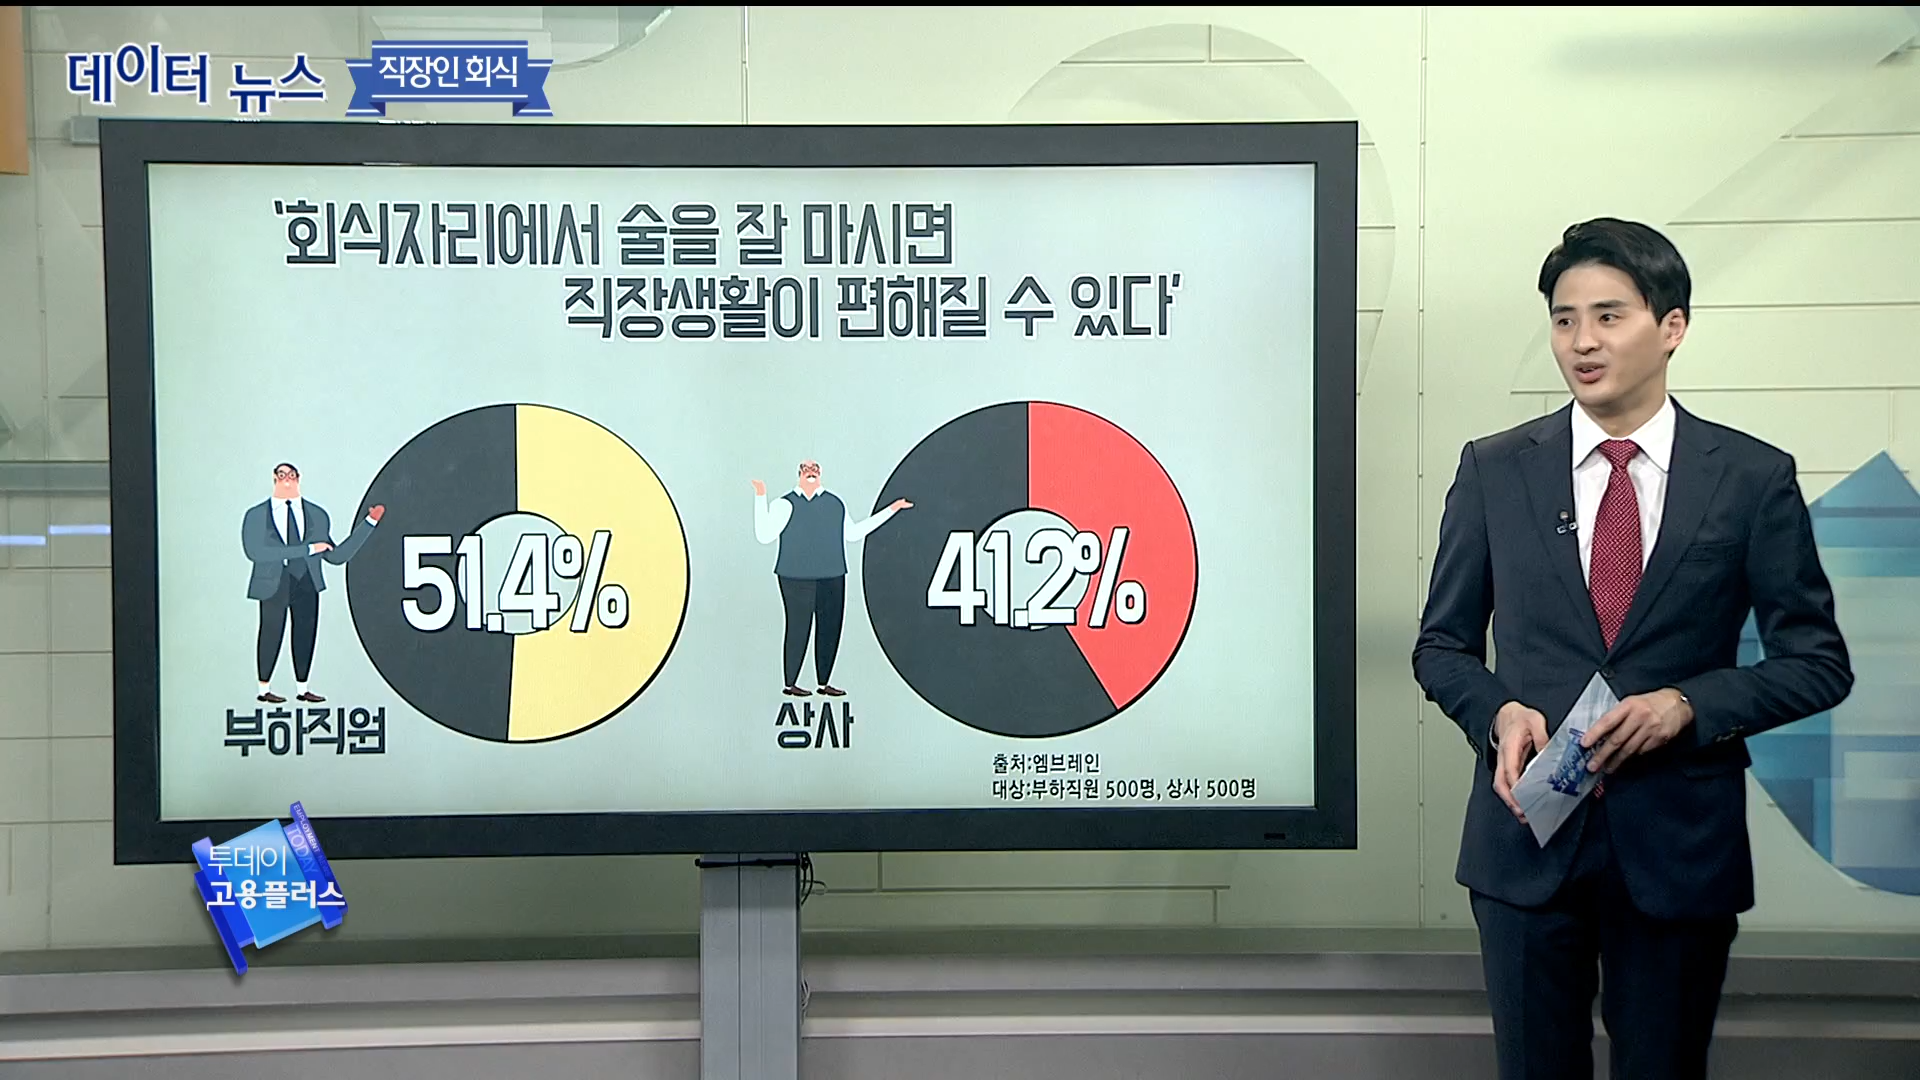 데이터 뉴스
직장인 회식
'회식자리에서 술을 잘 마시면
직장생활이 편해질 수 있다'
51.4%
41.2%
부하직원
상사
출처:엠브레인
대상:부하직원 500명, 상사 500명
EMPLOYMENT
TODAY
투데이
고용플러스